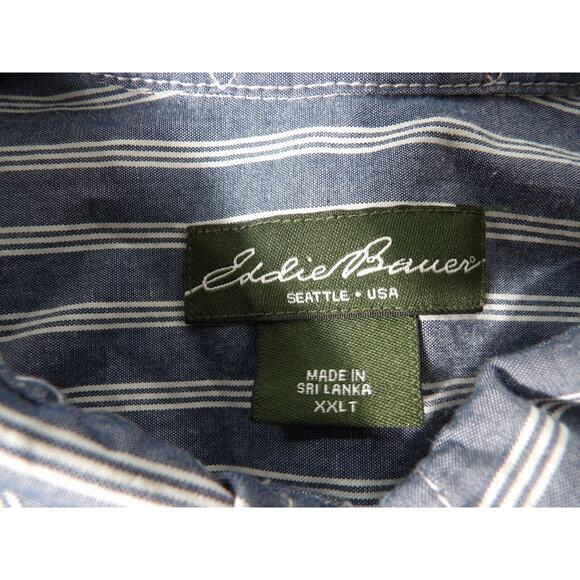 Eddie Bauer®
SEATTLE • USA
MADE IN
SRI LANKA
XXLT